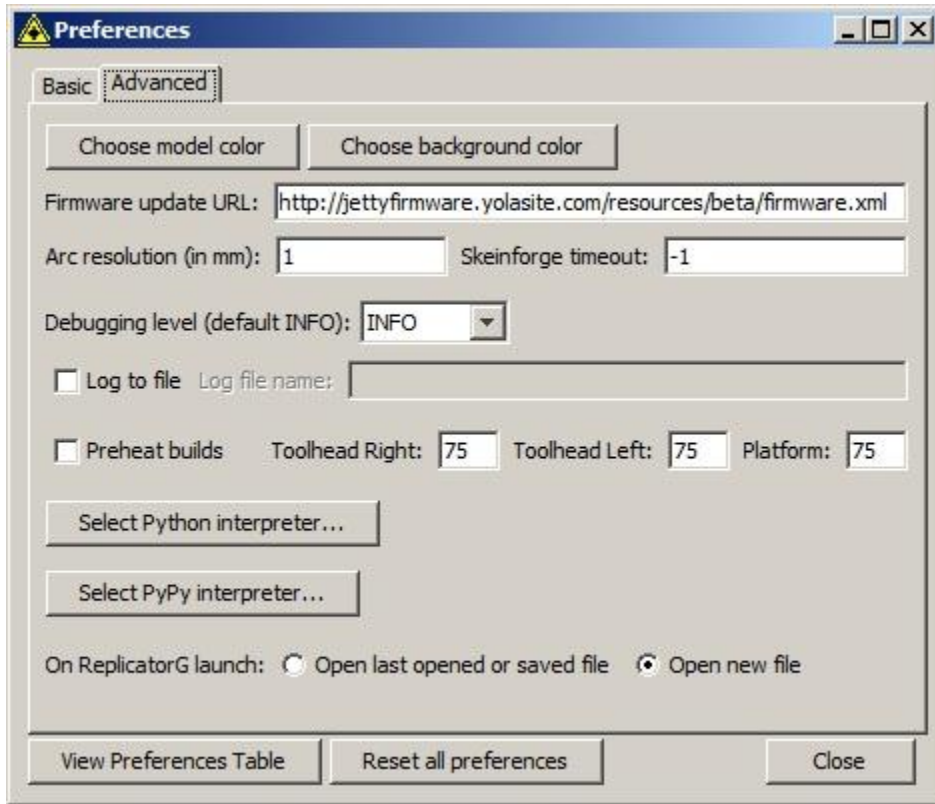 Preferences
Basic Advanced
Choose model color Choose background color
Firmware update URL: http://jettyfirmware.yolasite.com/resources/beta/firmware.xml
Arc resolution (in mm): 1 Skeinforge timeout: -1
Debugging level (default INFO): INFO
Log to file Log file name:
Preheat builds Toolhead Right: 75 Toolhead Left: 75 Platform: 75
Select Python interpreter...
Select PyPy interpreter...
On ReplicatorG launch: Open last opened or saved file Open new file
View Preferences Table Reset all preferences Close